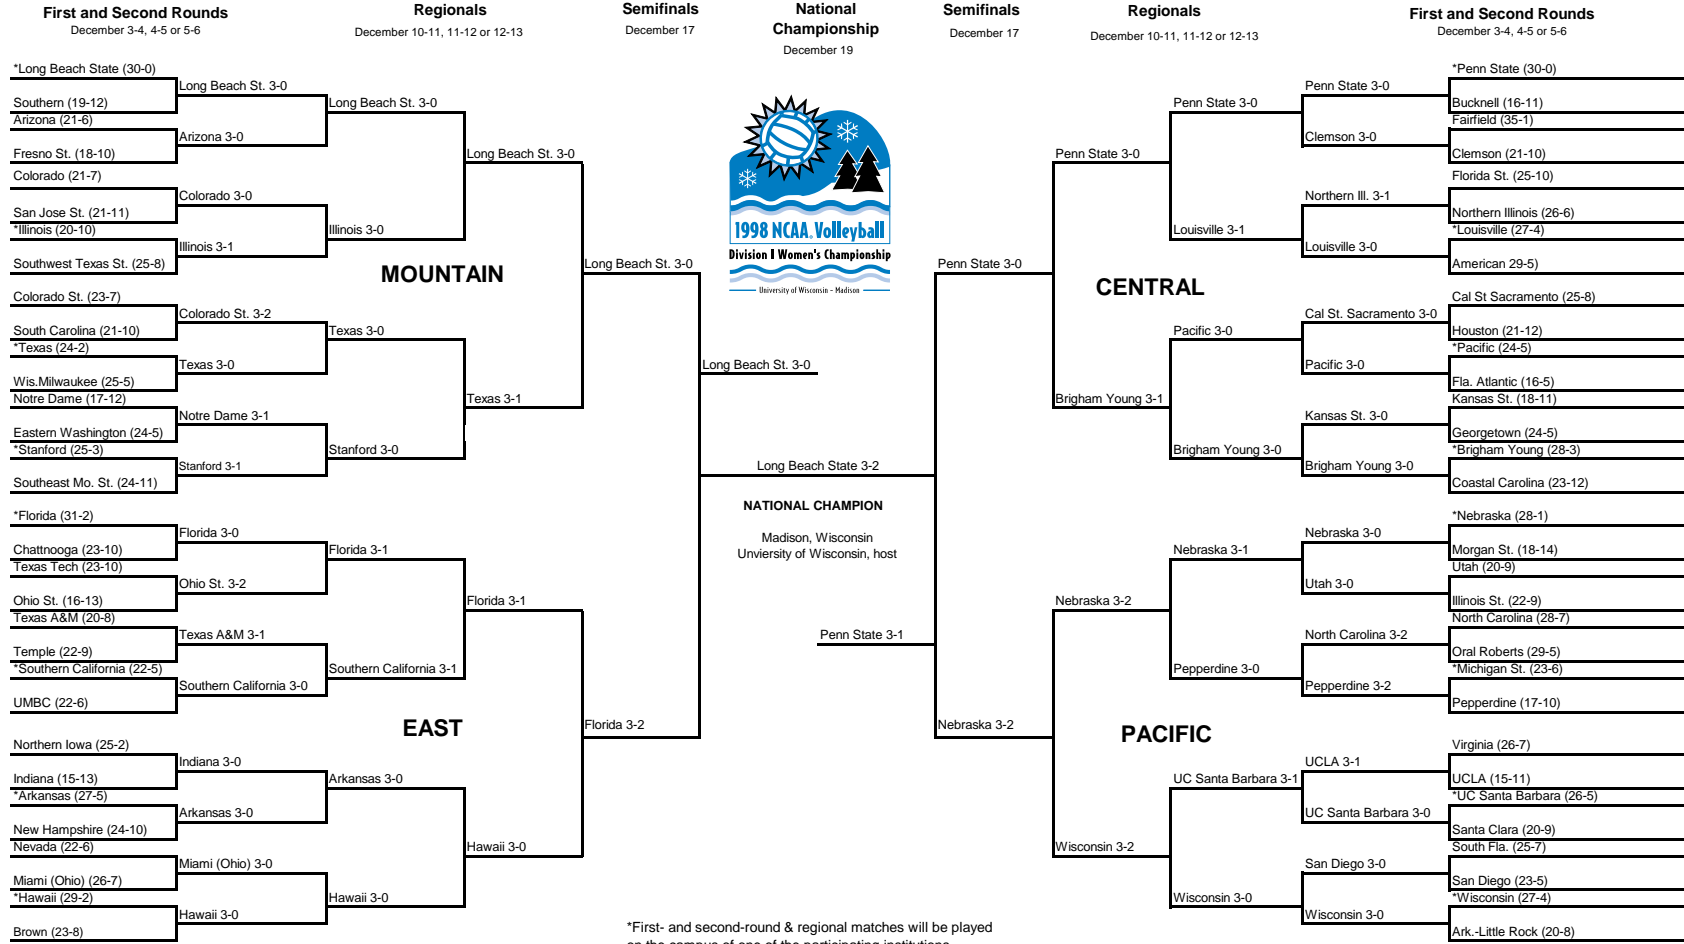 First and Second Rounds
December 3-4, 4-5 or 5-6
Regionals
December 10-11, 11-12 or 12-13
Semifinals
December 17
National
Championship
December 19
Semifinals
December 17
Regionals
December 10-11, 11-12 or 12-13
First and Second Rounds
December 3-4, 4-5 or 5-6
*Long Beach State (30-0)
Southern (19-12)
Arizona (21-6)
Fresno St. (18-10)
Colorado (21-7)
San Jose St. (21-11)
*Illinois (20-10)
Southwest Texas St. (25-8)
Colorado St. (23-7)
South Carolina (21-10)
*Texas (24-2)
Wis.Milwaukee (25-5)
Notre Dame (17-12)
Eastern Washington (24-5)
*Stanford (25-3)
Southeast Mo. St. (24-11)
*Florida (31-2)
Chattnooga (23-10)
Texas Tech (23-10)
Ohio St. (16-13)
Texas A&M (20-8)
Temple (22-9)
*Southern California (22-5)
UMBC (22-6)
Northern Iowa (25-2)
Indiana (15-13)
*Arkansas (27-5)
New Hampshire (24-10)
Nevada (22-6)
Miami (Ohio) (26-7)
*Hawaii (29-2)
Brown (23-8)
Long Beach St. 3-0
Arizona 3-0
Colorado 3-0
Illinois 3-1
Colorado St. 3-2
Texas 3-0
Notre Dame 3-1
Stanford 3-1
Florida 3-0
Ohio St. 3-2
Texas A&M 3-1
Southern California 3-0
Indiana 3-0
Arkansas 3-0
Miami (Ohio) 3-0
Hawaii 3-0
Long Beach St. 3-0
Illinois 3-0
Texas 3-0
Stanford 3-0
Florida 3-1
Southern California 3-1
Arkansas 3-0
Hawaii 3-0
MOUNTAIN
EAST
Long Beach St. 3-0
Texas 3-1
Florida 3-1
Hawaii 3-0
Long Beach St. 3-0
Florida 3-2
Long Beach St. 3-0
1998 NCAA® Volleyball
Division I Women's Championship
University of Wisconsin - Madison
Long Beach State 3-2
NATIONAL CHAMPION
Madison, Wisconsin
Unviersity of Wisconsin, host
Penn State 3-1
*First- and second-round & regional matches will be played
on the campus of one of the participating institutions
Penn State 3-0
Nebraska 3-2
Penn State 3-0
Brigham Young 3-1
Nebraska 3-2
Wisconsin 3-2
CENTRAL
PACIFIC
Penn State 3-0
Louisville 3-1
Pacific 3-0
Brigham Young 3-0
Nebraska 3-1
Pepperdine 3-0
UC Santa Barbara 3-1
Wisconsin 3-0
Penn State 3-0
Clemson 3-0
Northern Ill. 3-1
Louisville 3-0
Cal St. Sacramento 3-0
Pacific 3-0
Kansas St. 3-0
Brigham Young 3-0
Nebraska 3-0
Utah 3-0
North Carolina 3-2
Pepperdine 3-2
UCLA 3-1
UC Santa Barbara 3-0
San Diego 3-0
Wisconsin 3-0
*Penn State (30-0)
Bucknell (16-11)
Fairfield (35-1)
Clemson (21-10)
Florida St. (25-10)
Northern Illinois (26-6)
*Louisville (27-4)
American 29-5)
Cal St Sacramento (25-8)
Houston (21-12)
*Pacific (24-5)
Fla. Atlantic (16-5)
Kansas St. (18-11)
Georgetown (24-5)
*Brigham Young (28-3)
Coastal Carolina (23-12)
*Nebraska (28-1)
Morgan St. (18-14)
Utah (20-9)
Illinois St. (22-9)
North Carolina (28-7)
Oral Roberts (29-5)
*Michigan St. (23-6)
Pepperdine (17-10)
Virginia (26-7)
UCLA (15-11)
*UC Santa Barbara (26-5)
Santa Clara (20-9)
South Fla. (25-7)
San Diego (23-5)
*Wisconsin (27-4)
Ark.-Little Rock (20-8)